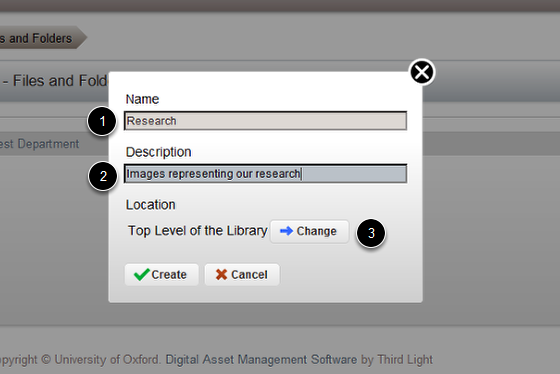 s and Folders
- Files and Fold
Name
1
Research
est Department
Description
2
Images representing our research
Location
Top Level of the Library
Change
3
Create
Cancel
pyright © University of Oxford. Digital Asset Management Software by Third Light